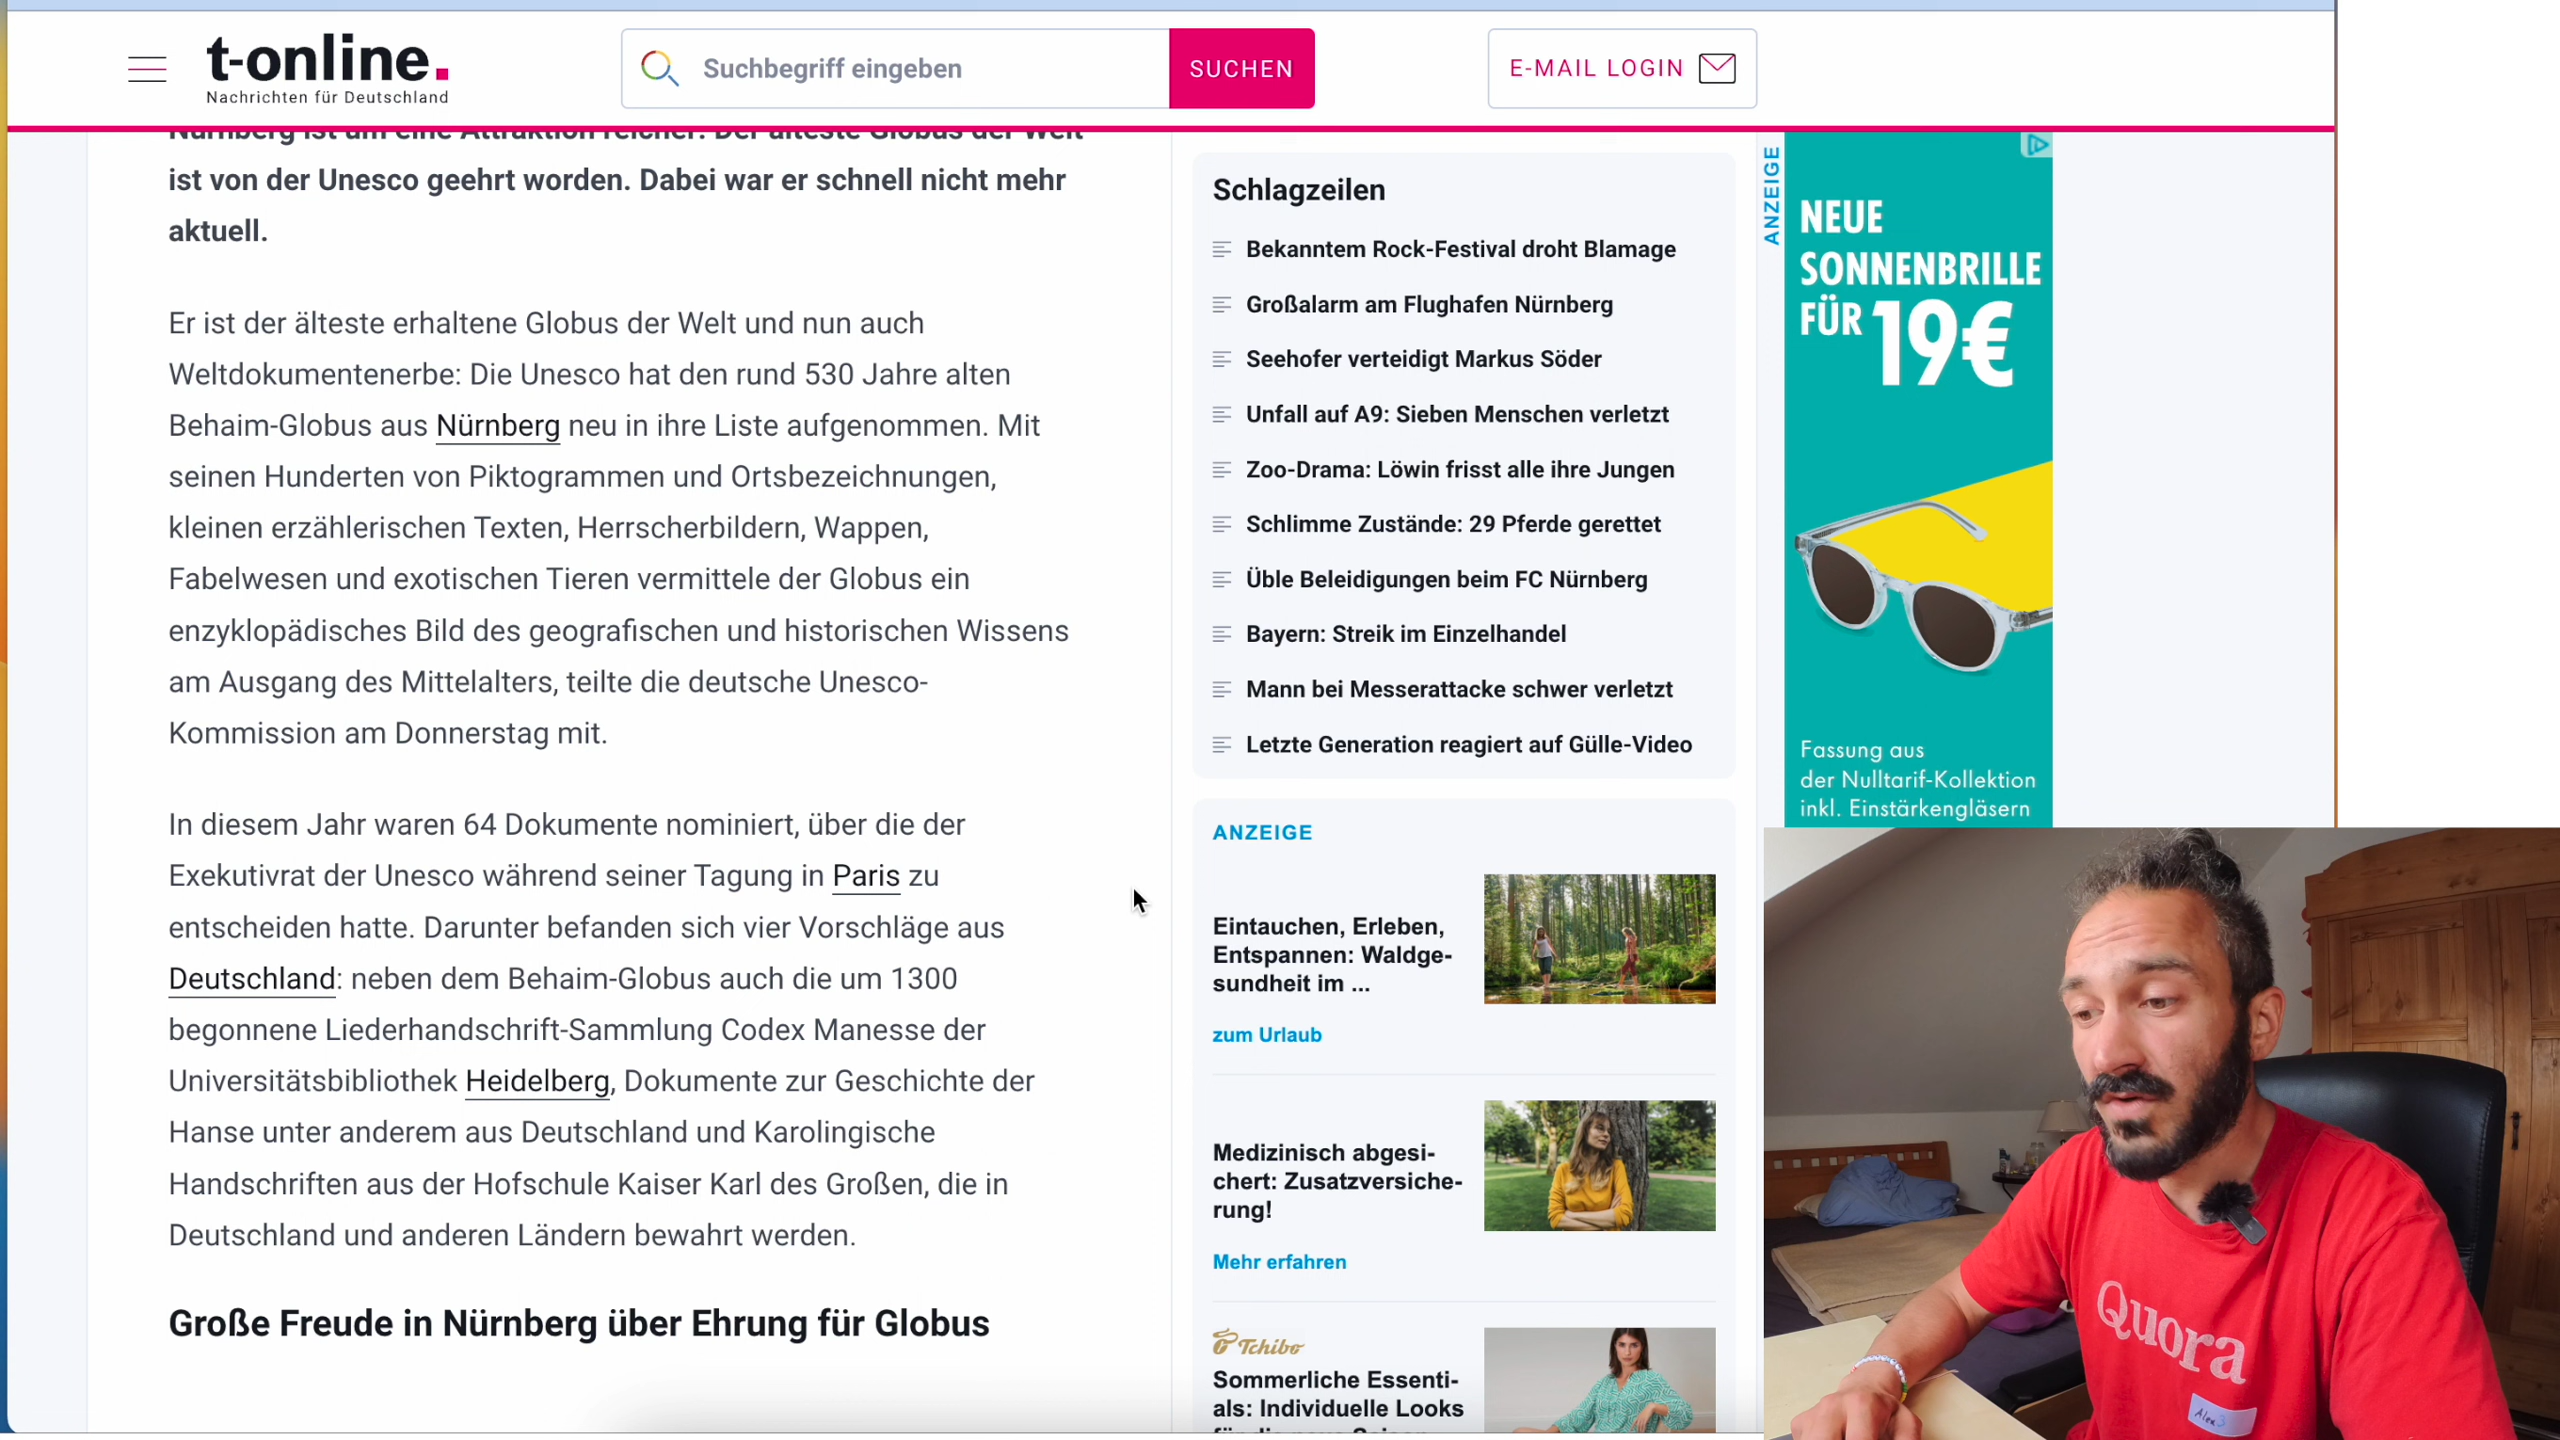 t-online.
Nachrichten für Deutschland
Suchbegriff eingeben
SUCHEN
E-MAIL LOGIN
Nürnberg ist um eine Attraktion reicher: Der älteste Globus der Welt
ist von der Unesco geehrt worden. Dabei war er schnell nicht mehr
aktuell.
Er ist der älteste erhaltene Globus der Welt und nun auch
Weltdokumentenerbe: Die Unesco hat den rund 530 Jahre alten
Behaim-Globus aus Nürnberg neu in ihre Liste aufgenommen. Mit
seinen Hunderten von Piktogrammen und Ortsbezeichnungen,
kleinen erzählerischen Texten, Herrscherbildern, Wappen,
Fabelwesen und exotischen Tieren vermittele der Globus ein
enzyklopädisches Bild des geografischen und historischen Wissens
am Ausgang des Mittelalters, teilte die deutsche Unesco-
Kommission am Donnerstag mit.
In diesem Jahr waren 64 Dokumente nominiert, über die der
Exekutivrat der Unesco während seiner Tagung in Paris zu
entscheiden hatte. Darunter befanden sich vier Vorschläge aus
Deutschland: neben dem Behaim-Globus auch die um 1300
begonnene Liederhandschrift-Sammlung Codex Manesse der
Universitätsbibliothek Heidelberg, Dokumente zur Geschichte der
Hanse unter anderem aus Deutschland und Karolingische
Handschriften aus der Hofschule Kaiser Karl des Großen, die in
Deutschland und anderen Ländern bewahrt werden.
Große Freude in Nürnberg über Ehrung für Globus
Schlagzeilen
Bekanntem Rock-Festival droht Blamage
Großalarm am Flughafen Nürnberg
Seehofer verteidigt Markus Söder
Unfall auf A9: Sieben Menschen verletzt
Zoo-Drama: Löwin frisst alle ihre Jungen
Schlimme Zustände: 29 Pferde gerettet
Üble Beleidigungen beim FC Nürnberg
Bayern: Streik im Einzelhandel
Mann bei Messerattacke schwer verletzt
Letzte Generation reagiert auf Gülle-Video
ANZEIGE
Eintauchen, Erleben,
Entspannen: Waldge-
sundheit im ...
zum Urlaub
Medizinisch abgesi-
chert: Zusatzversiche-
rung!
Mehr erfahren
Tchibo
Sommerliche Essenti-
als: Individuelle Looks
für die neue Saison
ANZEIGE
NEUE
SONNENBRILLE
FÜR 19€
Fassung aus
der Nulltarif-Kollektion
inkl. Einstärkengläsern
Quora
Alex